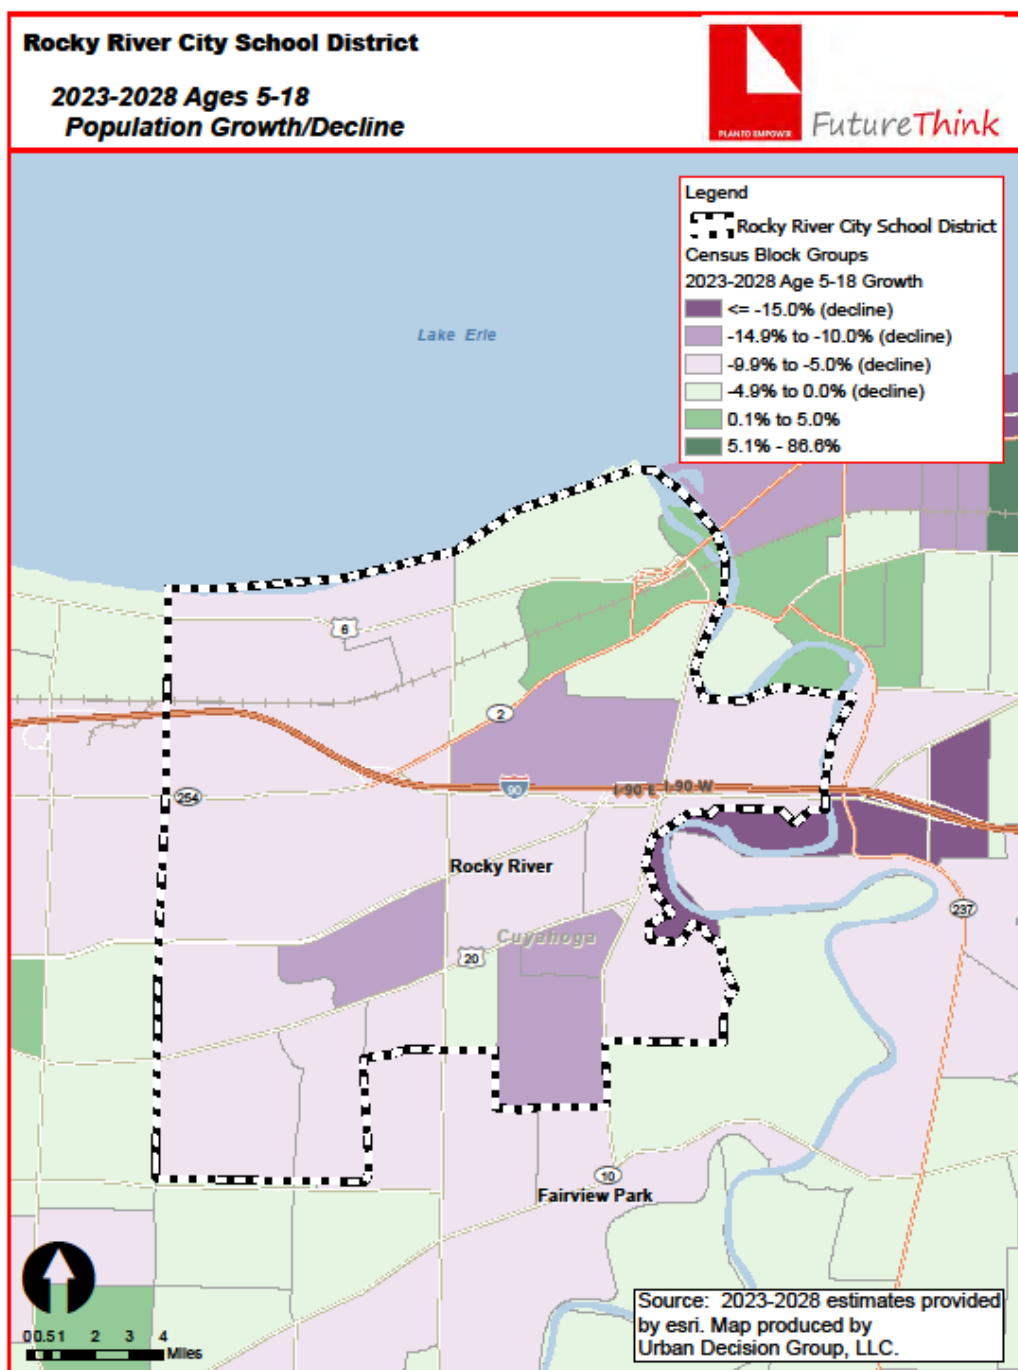 Rocky River City School District
2023-2028 Ages 5-18
Population Growth/Decline
PLAN TO EMPOWER
FutureThink
Legend
Rocky River City School District
Census Block Groups
2023-2028 Age 5-18 Growth
<= -15.0% (decline)
-14.9% to -10.0% (decline)
-9.9% to -5.0% (decline)
-4.9% to 0.0% (decline)
0.1% to 5.0%
5.1% - 86.6%
Lake Erie
6
2
254
90
I-90 E
I-90 W
Rocky River
237
Cuyahoga
20
10
Fairview Park
0 0.5 1 2 3 4
Miles
Source: 2023-2028 estimates provided
by esri. Map produced by
Urban Decision Group, LLC.